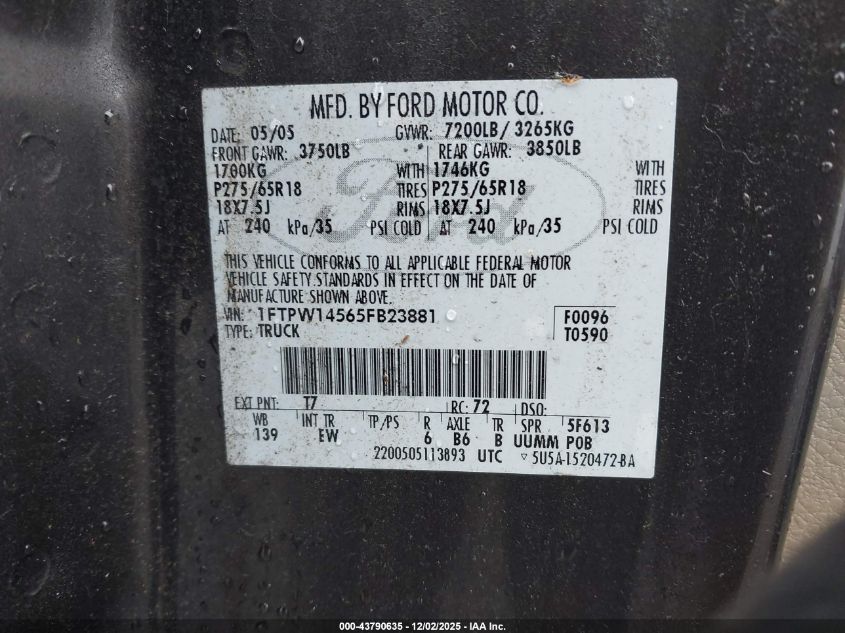 MFD. BY FORD MOTOR CO.
DATE: 05/05 GVWR: 7200LB/ 3265KG
FRONT GAWR: 3750LB REAR GAWR: 3850LB
1700KG WITH 1746KG WITH
P275/65R18 TIRES P275/65R18 TIRES
18X7.5J RIMS 18X7.5J RIMS
AT 240 kPa/35 PSI COLD AT 240 kPa/35 PSI COLD
Ford
THIS VEHICLE CONFORMS TO ALL APPLICABLE FEDERAL MOTOR
VEHICLE SAFETY STANDARDS IN EFFECT ON THE DATE OF
MANUFACTURE SHOWN ABOVE.
VIN: 1FTPW14565FB23881 F0096
TYPE: TRUCK T0590
EXT PNT: T7 RC: 72 DSO:
WB INT TR TP/PS R AXLE TR SPR 5F613
139 EW 6 B6 B UUMM POB
2200505113893 UTC ▽ 5U5A-1520472-BA
000-43790635 - 12/02/2025 - IAA Inc.